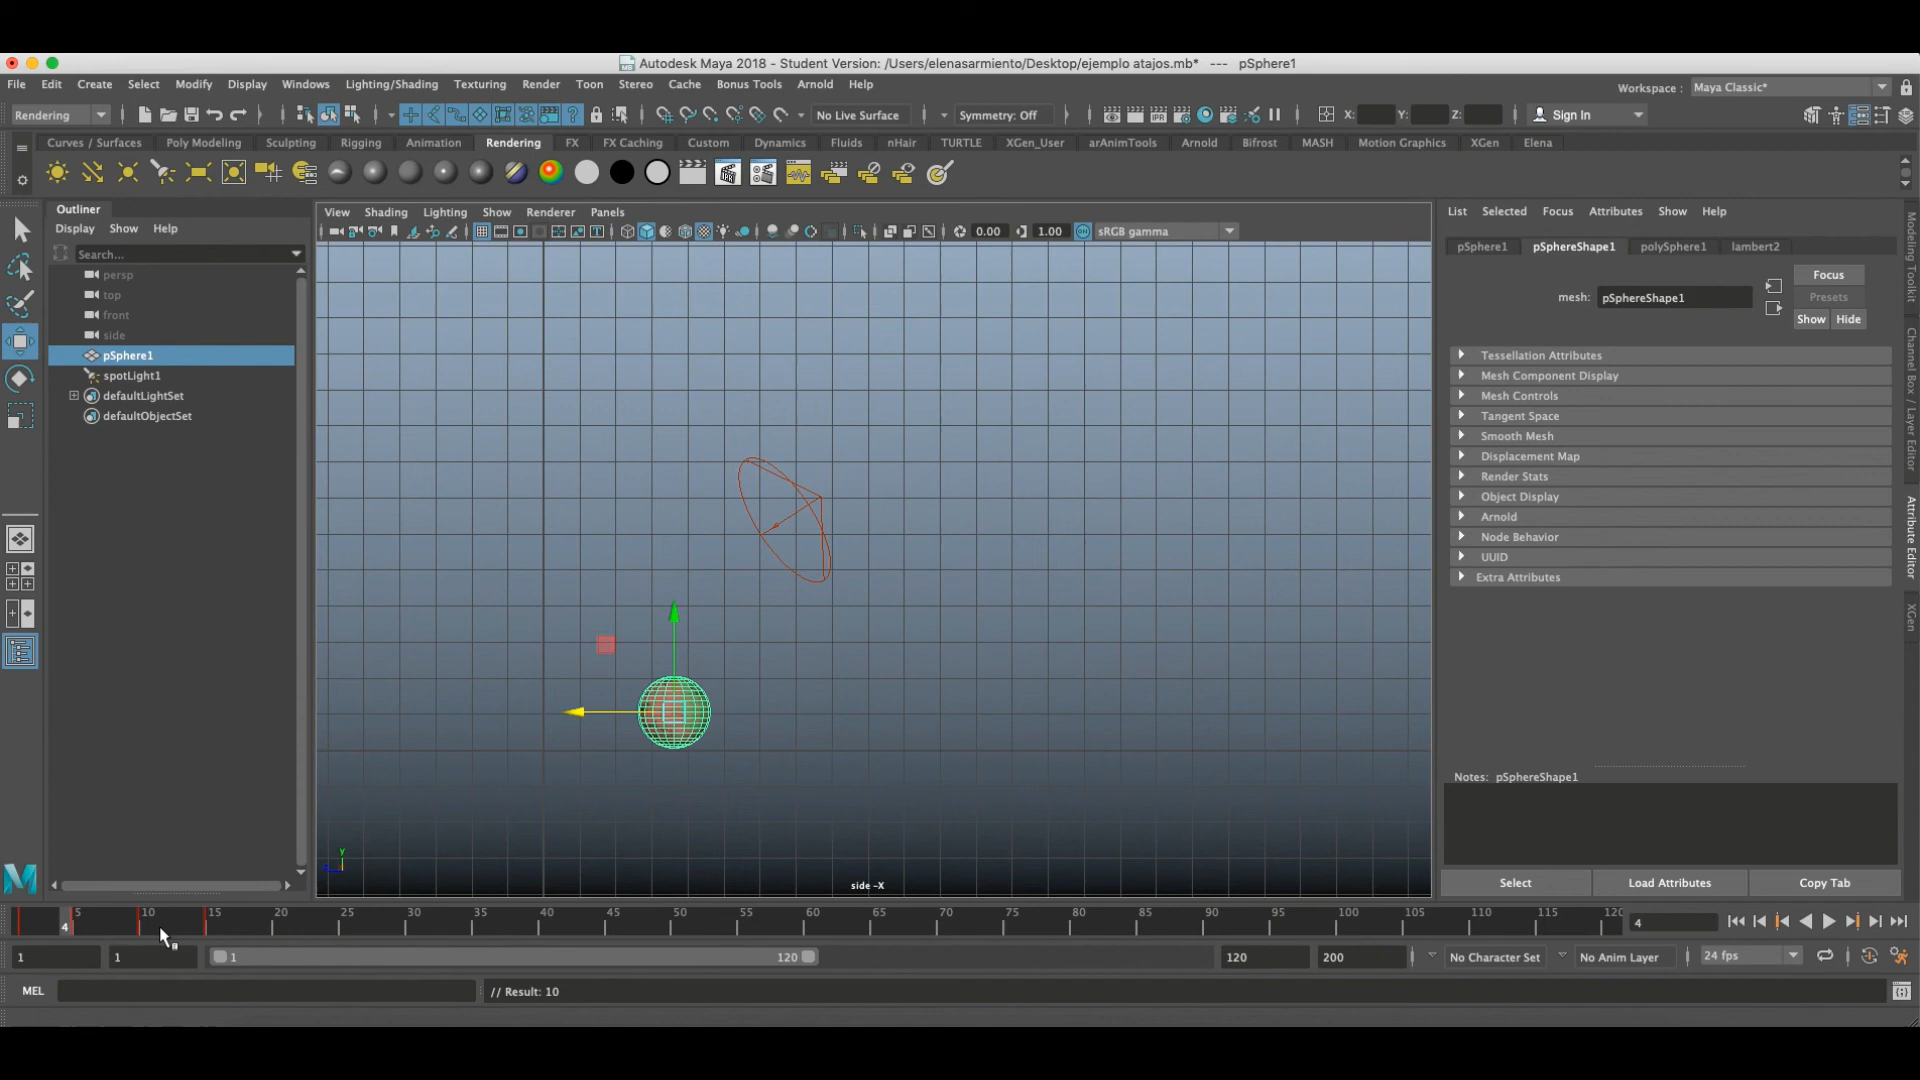 Autodesk Maya 2018 - Student Version: /Users/elenasarmiento/Desktop/ejemplo atajos.mb*  ---  pSphere1
File Edit Create Select Modify Display Windows Lighting/Shading Texturing Render Toon Stereo Cache Bonus Tools Arnold Help
Workspace : Maya Classic*
Rendering No Live Surface Symmetry: Off X: Y: Z: Sign In
Curves / Surfaces Poly Modeling Sculpting Rigging Animation Rendering FX FX Caching Custom Dynamics Fluids nHair TURTLE XGen_User arAnimTools Arnold Bifrost MASH Motion Graphics XGen Elena
Outliner
Display Show Help
Search...
persp
top
front
side
pSphere1
spotLight1
defaultLightSet
defaultObjectSet
View Shading Lighting Show Renderer Panels
0.00 1.00 sRGB gamma
y
side -X
List Selected Focus Attributes Show Help
pSphere1 pSphereShape1 polySphere1 lambert2
Focus
mesh: pSphereShape1
Presets
Show Hide
Tessellation Attributes
Mesh Component Display
Mesh Controls
Tangent Space
Smooth Mesh
Displacement Map
Render Stats
Object Display
Arnold
Node Behavior
UUID
Extra Attributes
Notes: pSphereShape1
Select Load Attributes Copy Tab
Modeling Toolkit
Channel Box / Layer Editor
Attribute Editor
XGen
5 10 15 20 25 30 35 40 45 50 55 60 65 70 75 80 85 90 95 100 105 110 115
4 4
1 1 1 120 120 200 No Character Set No Anim Layer 24 fps
MEL // Result: 10